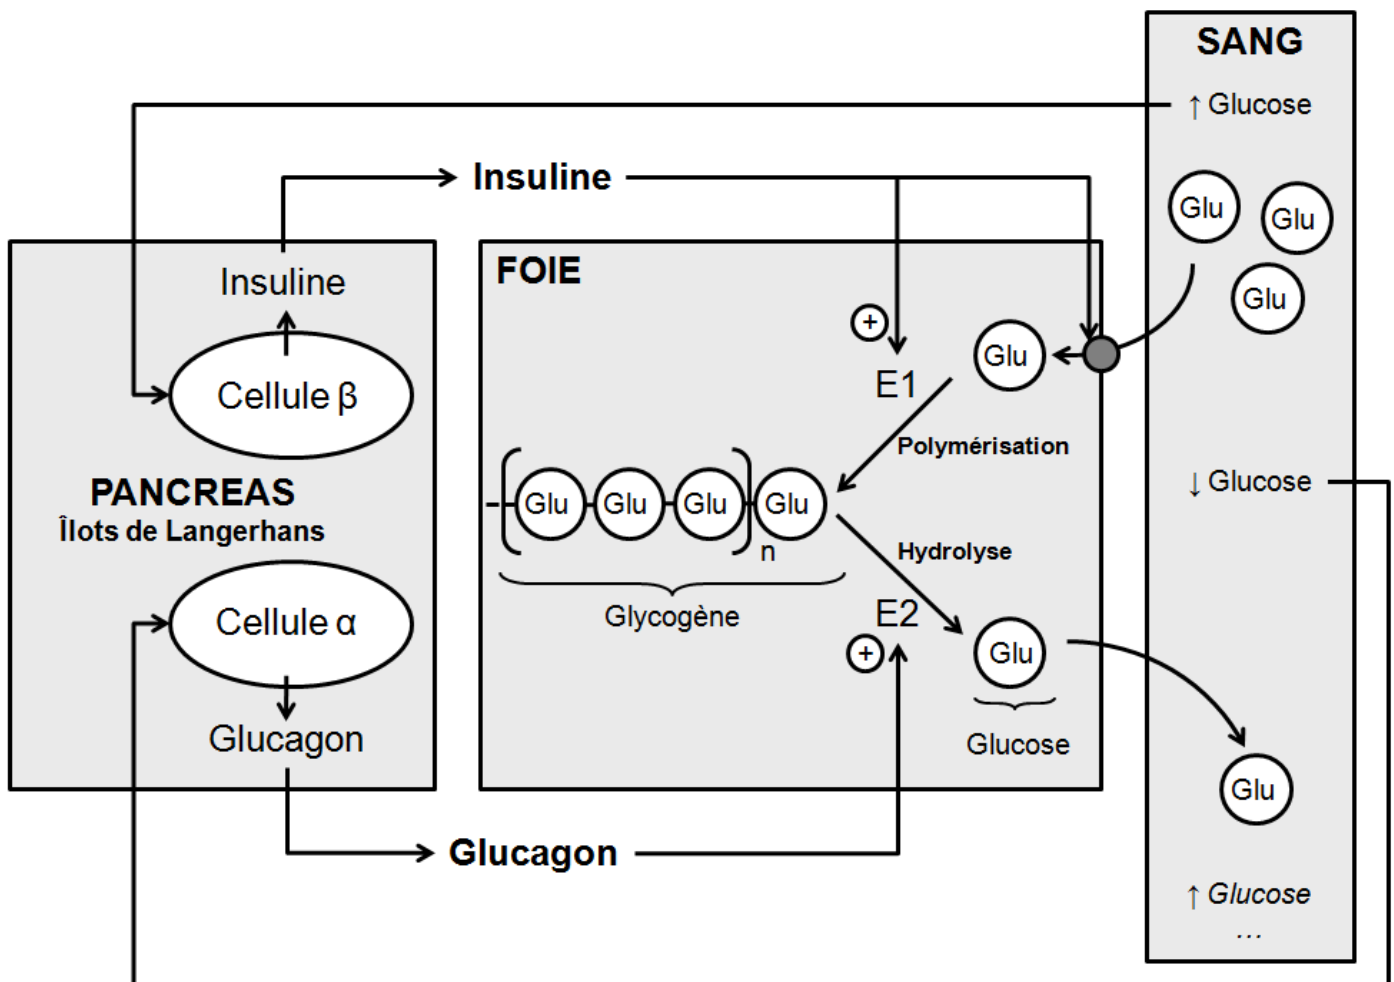 SANG
↑ Glucose
Insuline
Glu
Glu
Glu
PANCREAS
Îlots de Langerhans
Insuline
Cellule β
Cellule α
Glucagon
FOIE
+
E1
Glu
Polymérisation
Glu
Glu
Glu
Glu
n
Glycogène
Hydrolyse
E2
+
Glu
Glucose
Glucagon
↓ Glucose
Glu
↑ Glucose
...